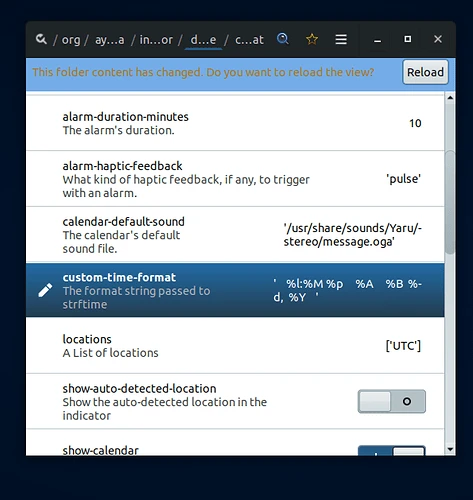 / org / ay…a / in…or / d…e / c…at
This folder content has changed. Do you want to reload the view?
Reload
alarm-duration-minutes
The alarm's duration.
10
alarm-haptic-feedback
What kind of haptic feedback, if any, to trigger
with an alarm.
'pulse'
calendar-default-sound
The calendar's default
sound file.
'/usr/share/sounds/Yaru/-
stereo/message.oga'
custom-time-format
The format string passed to
strftime
'   %l:%M %p    %A    %B %-
d, %Y    '
locations
A List of locations
['UTC']
show-auto-detected-location
Show the auto-detected location in the
indicator
show-calendar